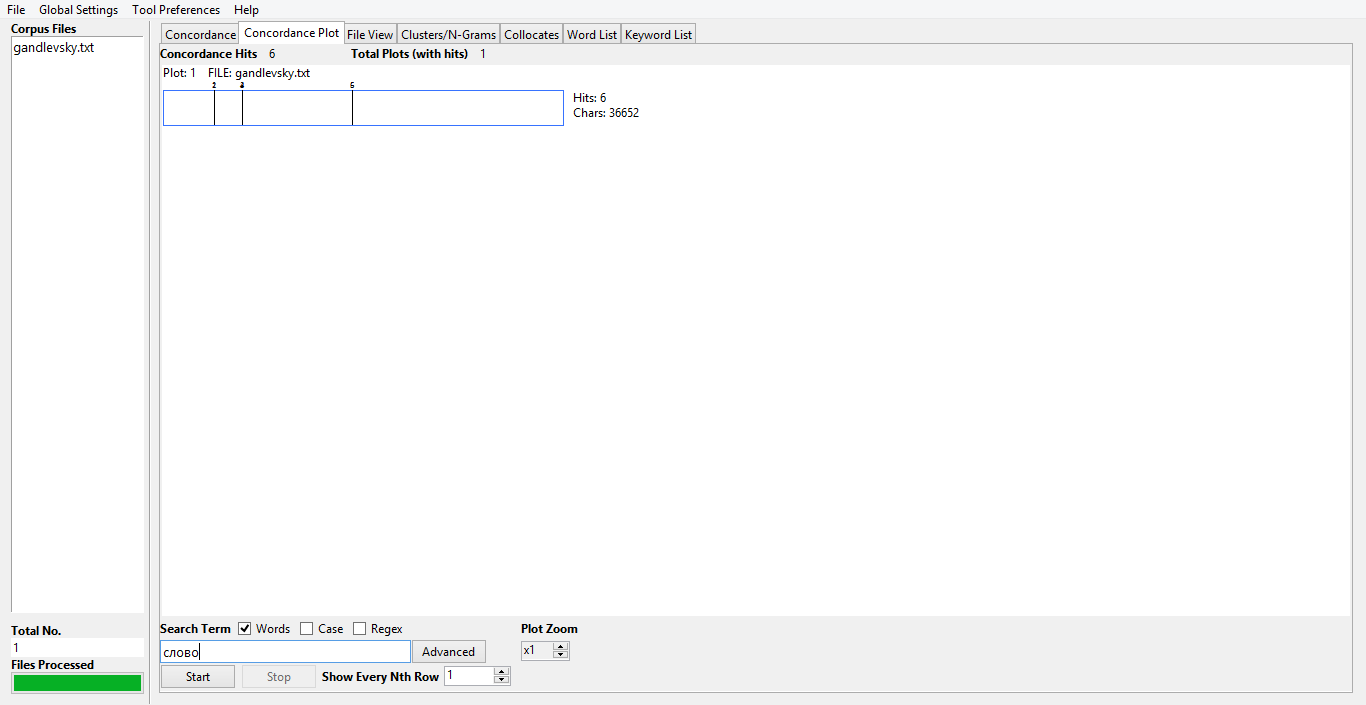 File Global Settings Tool Preferences Help
Corpus Files
gandlevsky.txt
Total No.
1
Files Processed
Concordance Concordance Plot File View Clusters/N-Grams Collocates Word List Keyword List
Concordance Hits 6 Total Plots (with hits) 1
Plot: 1 FILE: gandlevsky.txt
2 5
Hits: 6
Chars: 36652
Search Term Words Case Regex Plot Zoom
слово Advanced x1
Start Stop Show Every Nth Row 1